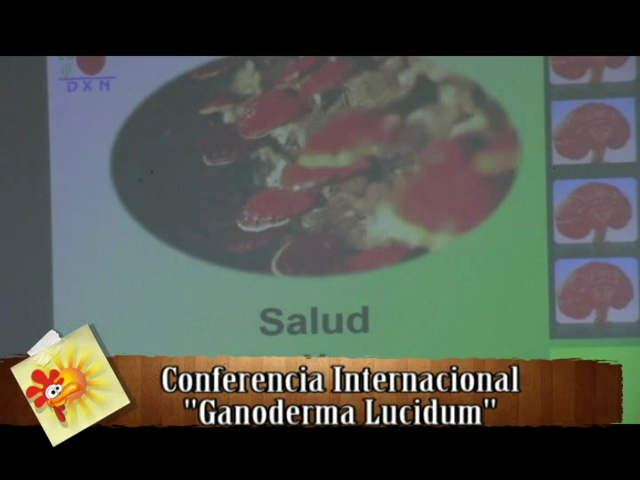 DXN
Salud
Conferencia Internacional
"Ganoderma Lucidum"